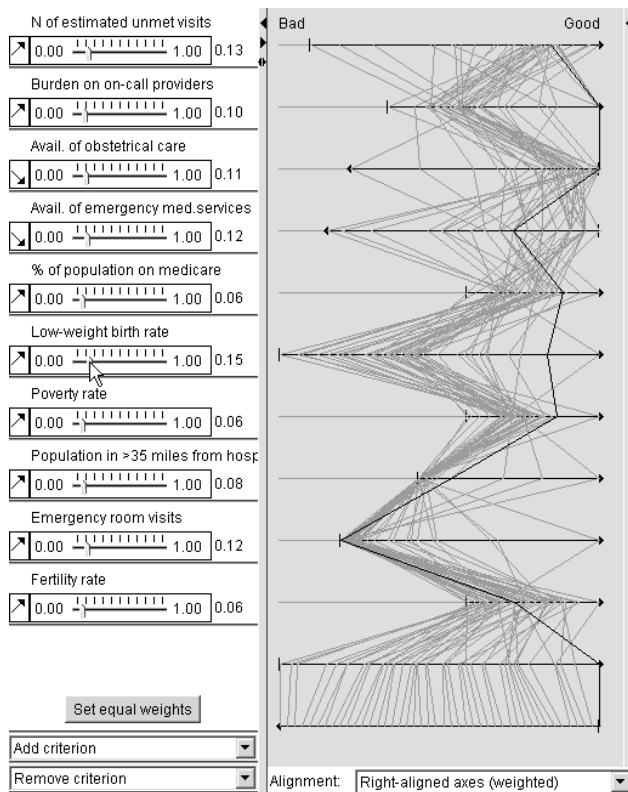 N of estimated unmet visits
0.00 1.00 0.13
Burden on on-call providers
0.00 1.00 0.10
Avail. of obstetrical care
0.00 1.00 0.11
Avail. of emergency med.services
0.00 1.00 0.12
% of population on medicare
0.00 1.00 0.06
Low-weight birth rate
0.00 1.00 0.15
Poverty rate
0.00 1.00 0.06
Population in >35 miles from hosp
0.00 1.00 0.08
Emergency room visits
0.00 1.00 0.12
Fertility rate
0.00 1.00 0.06
Set equal weights
Add criterion
Remove criterion
Bad Good
Alignment: Right-aligned axes (weighted)